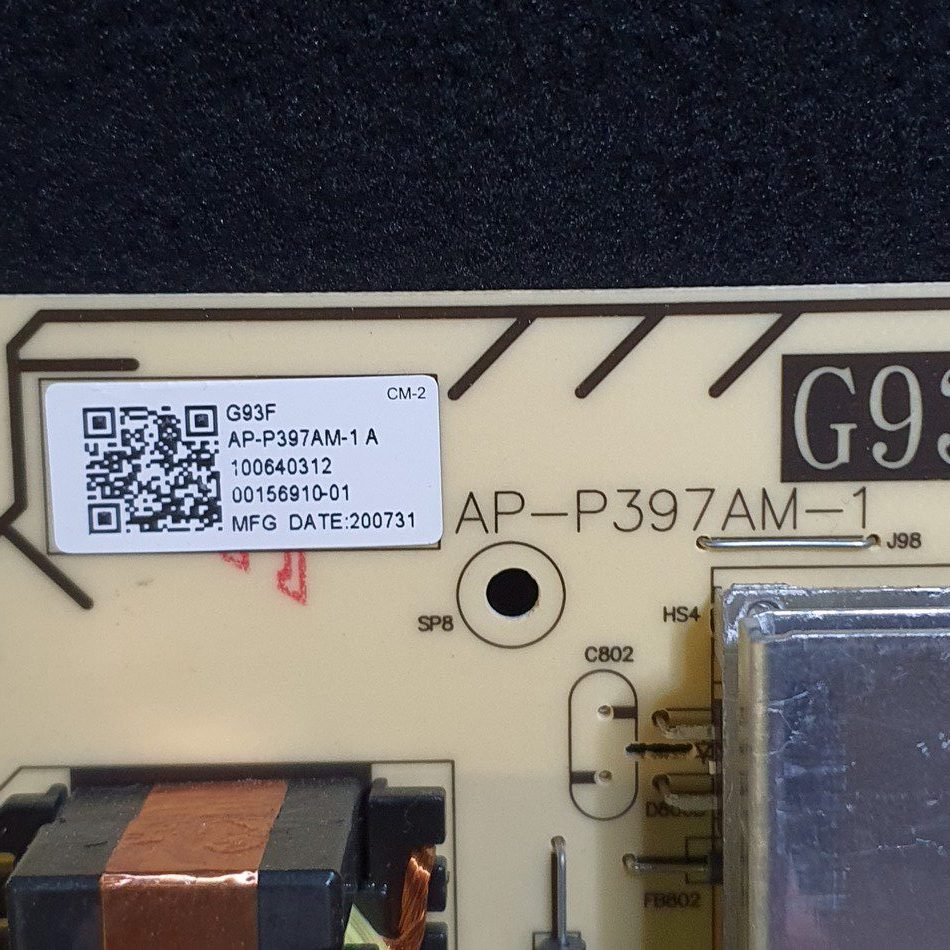 CM-2
G93F
AP-P397AM-1 A
100640312
00156910-01
MFG DATE:200731
G93
AP-P397AM-1
J98
SP8
HS4
C802
FB802